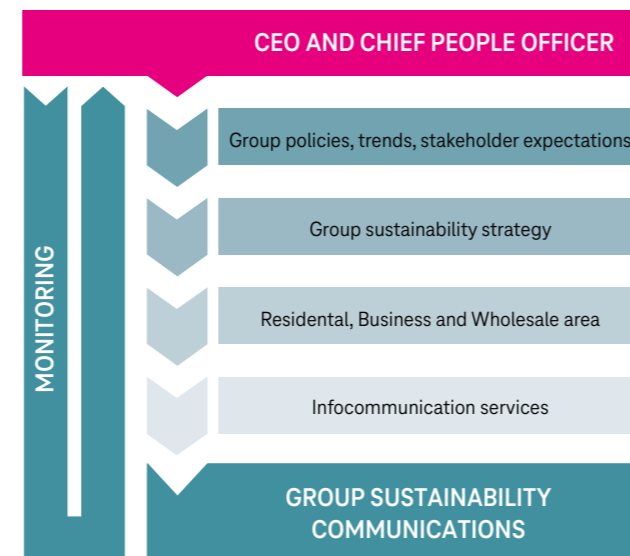 CEO AND CHIEF PEOPLE OFFICER
MONITORING
Group policies, trends, stakeholder expectations
Group sustainability strategy
Residental, Business and Wholesale area
Infocommunication services
GROUP SUSTAINABILITY
COMMUNICATIONS